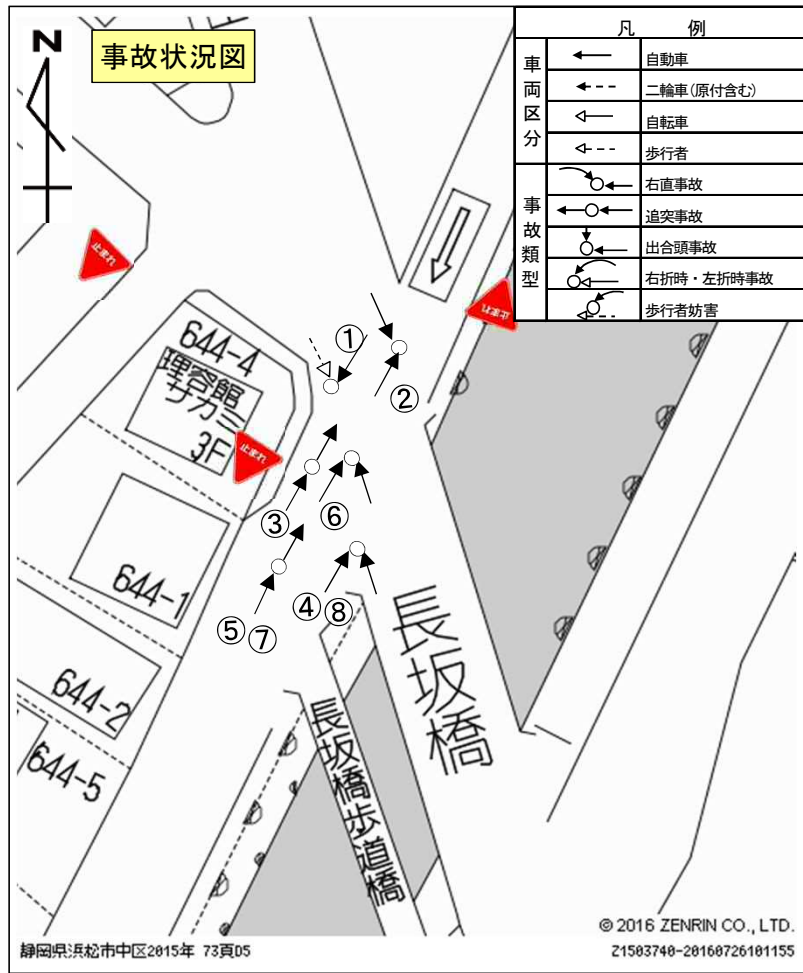 事故状況図
N
凡 例
車両区分
自動車
二輪車(原付含む)
自転車
歩行者
事故類型
右直事故
追突事故
出合頭事故
右折時・左折時事故
歩行者妨害
止まれ
止まれ
止まれ
①
②
③
⑥
④
⑧
⑤
⑦
644-4
理容館
サカミ
3F
644-1
644-2
644-5
長坂橋
長坂橋歩道橋
© 2016 ZENRIN CO., LTD.
静岡県浜松市中区2015年 73頁D5
Z1503740-20160726101155